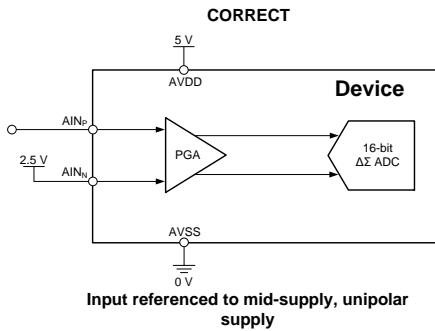 CORRECT
5 V
AVDD
Device
AINP
PGA
16-bit
ΔΣ ADC
2.5 V
AINN
AVSS
0 V
Input referenced to mid-supply, unipolar
supply